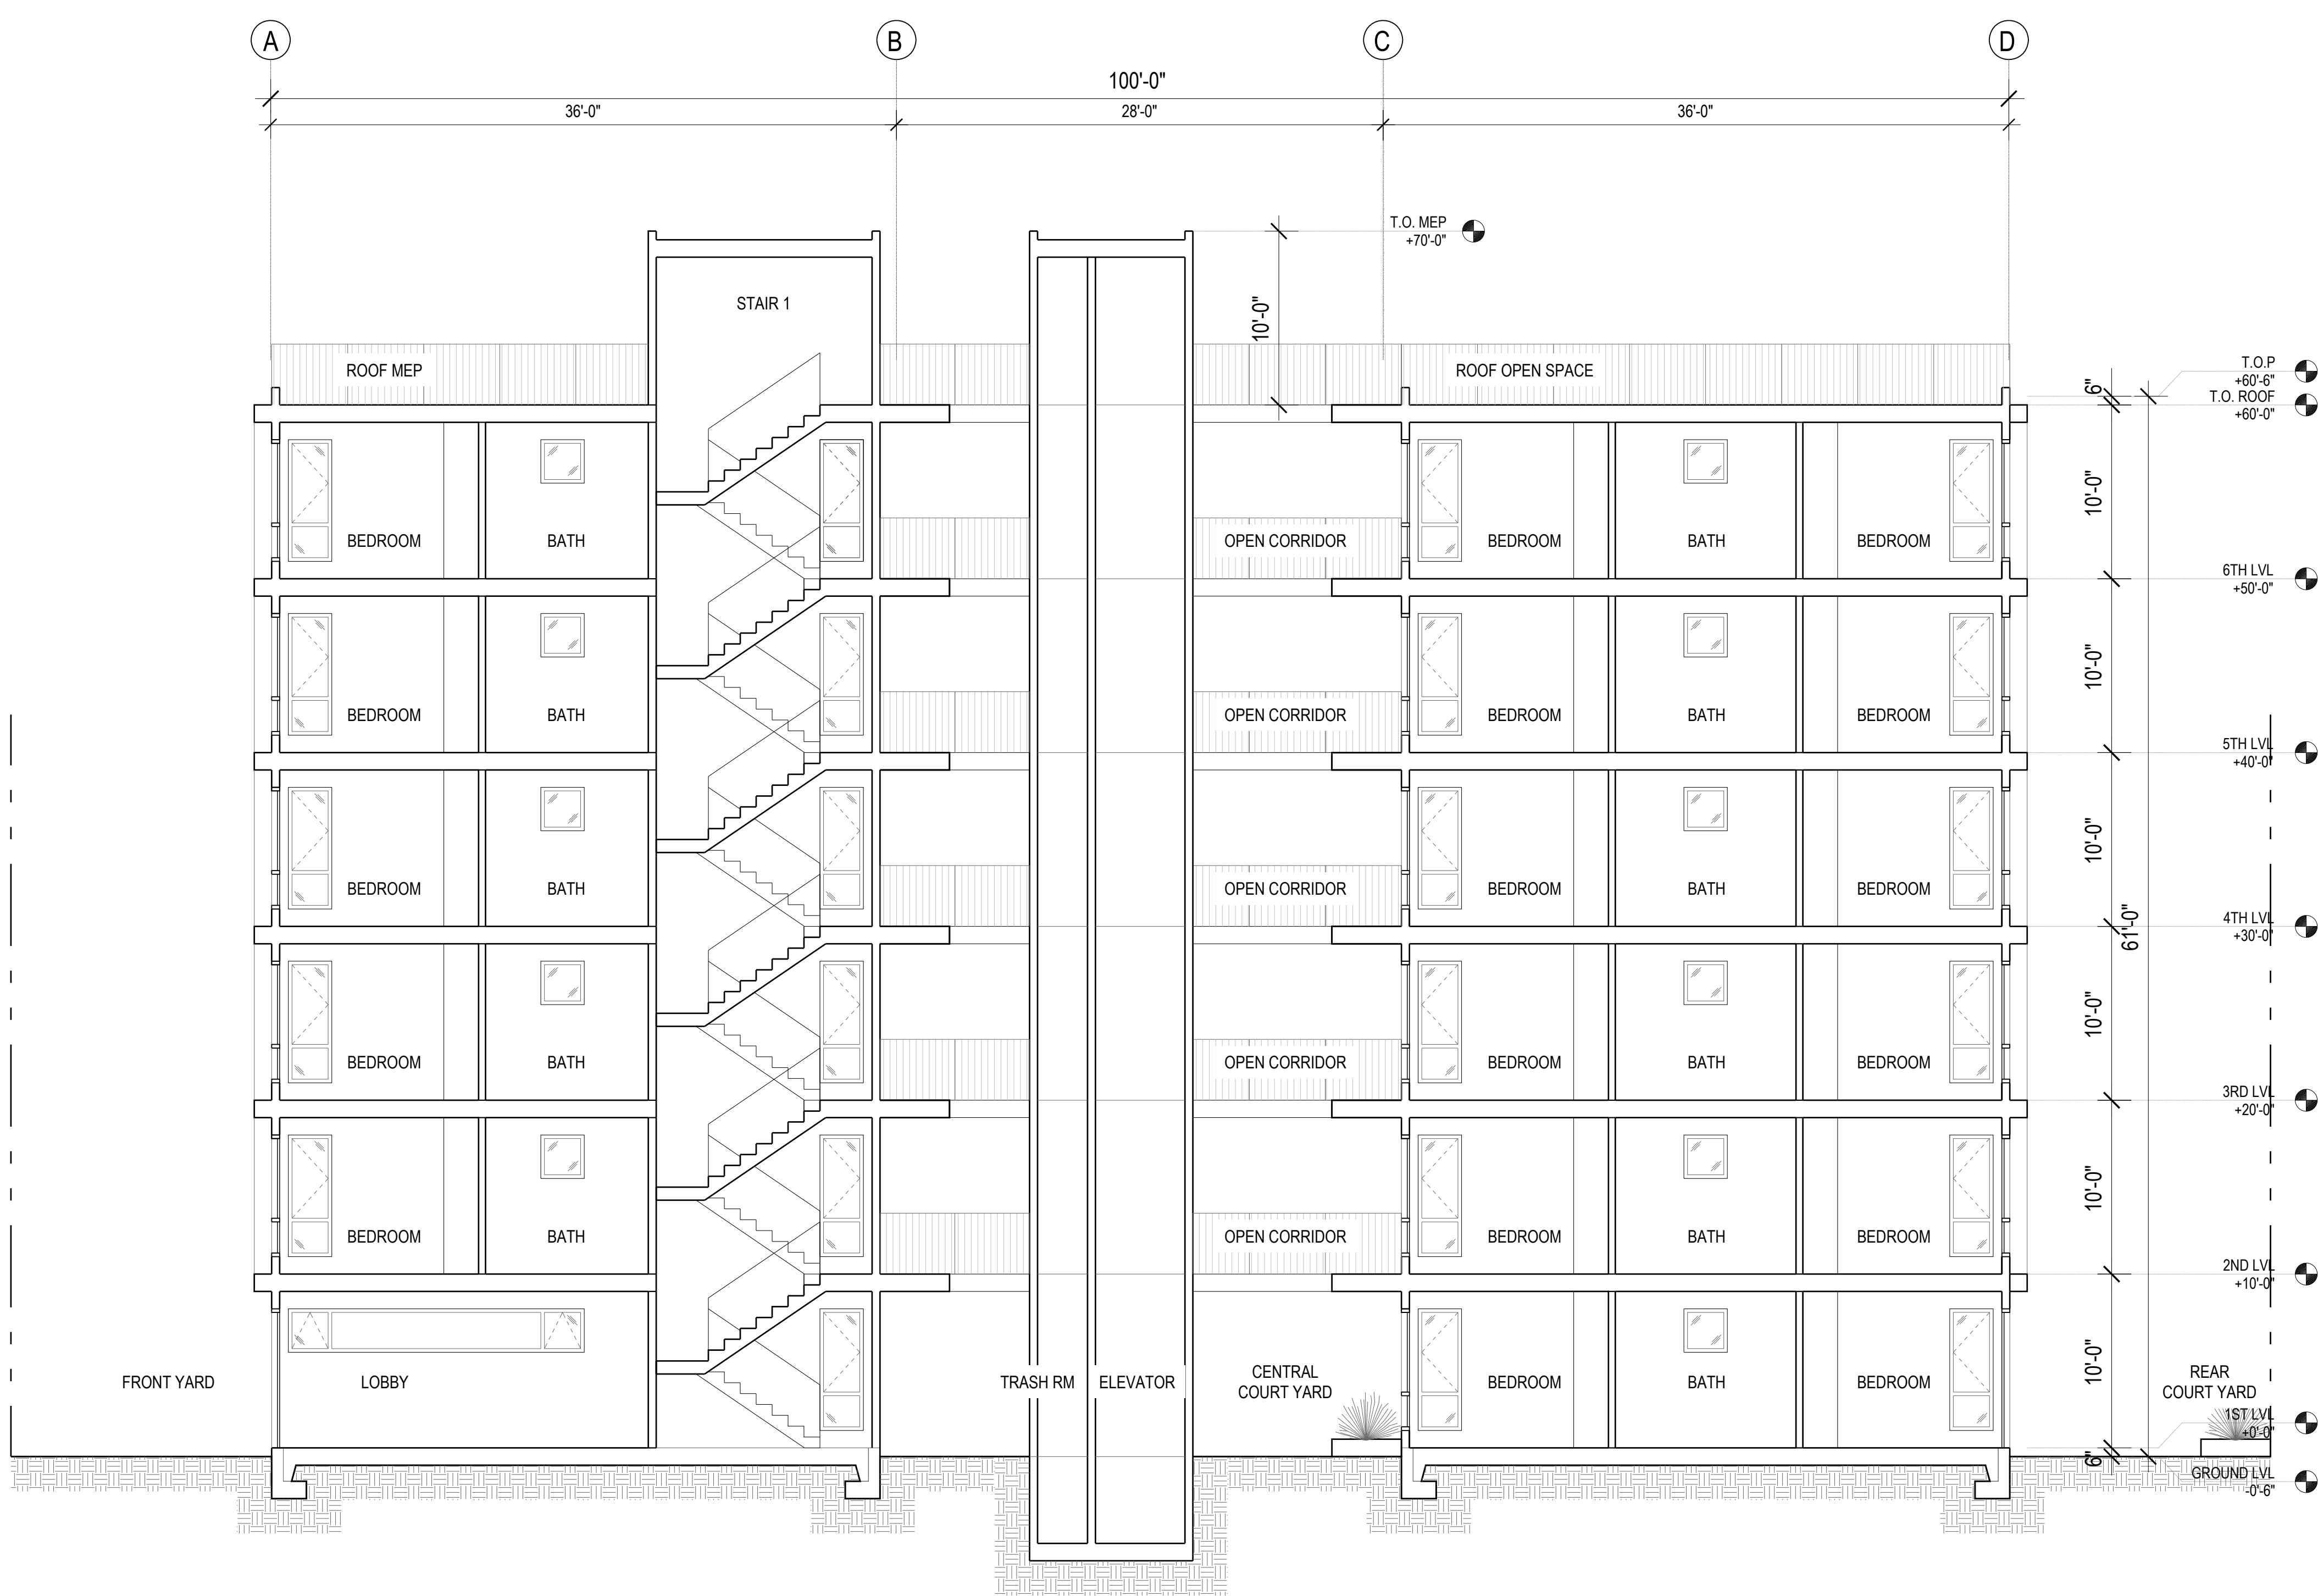 A
B
C
D
100'-0"
36'-0"
28'-0"
36'-0"
T.O. MEP
+70'-0"
10'-0"
STAIR 1
ROOF MEP
ROOF OPEN SPACE
T.O.P
+60'-6"
6"
T.O. ROOF
+60'-0"
10'-0"
BEDROOM
BATH
OPEN CORRIDOR
BEDROOM
BATH
BEDROOM
6TH LVL
+50'-0"
10'-0"
BEDROOM
BATH
OPEN CORRIDOR
BEDROOM
BATH
BEDROOM
5TH LVL
+40'-0"
10'-0"
BEDROOM
BATH
OPEN CORRIDOR
BEDROOM
BATH
BEDROOM
4TH LVL
+30'-0"
61'-0"
10'-0"
BEDROOM
BATH
OPEN CORRIDOR
BEDROOM
BATH
BEDROOM
3RD LVL
+20'-0"
10'-0"
BEDROOM
BATH
OPEN CORRIDOR
BEDROOM
BATH
BEDROOM
2ND LVL
+10'-0"
10'-0"
FRONT YARD
LOBBY
TRASH RM
ELEVATOR
CENTRAL
COURT YARD
BEDROOM
BATH
BEDROOM
REAR
COURT YARD
1ST LVL
+0'-0"
6"
GROUND LVL
-0'-6"